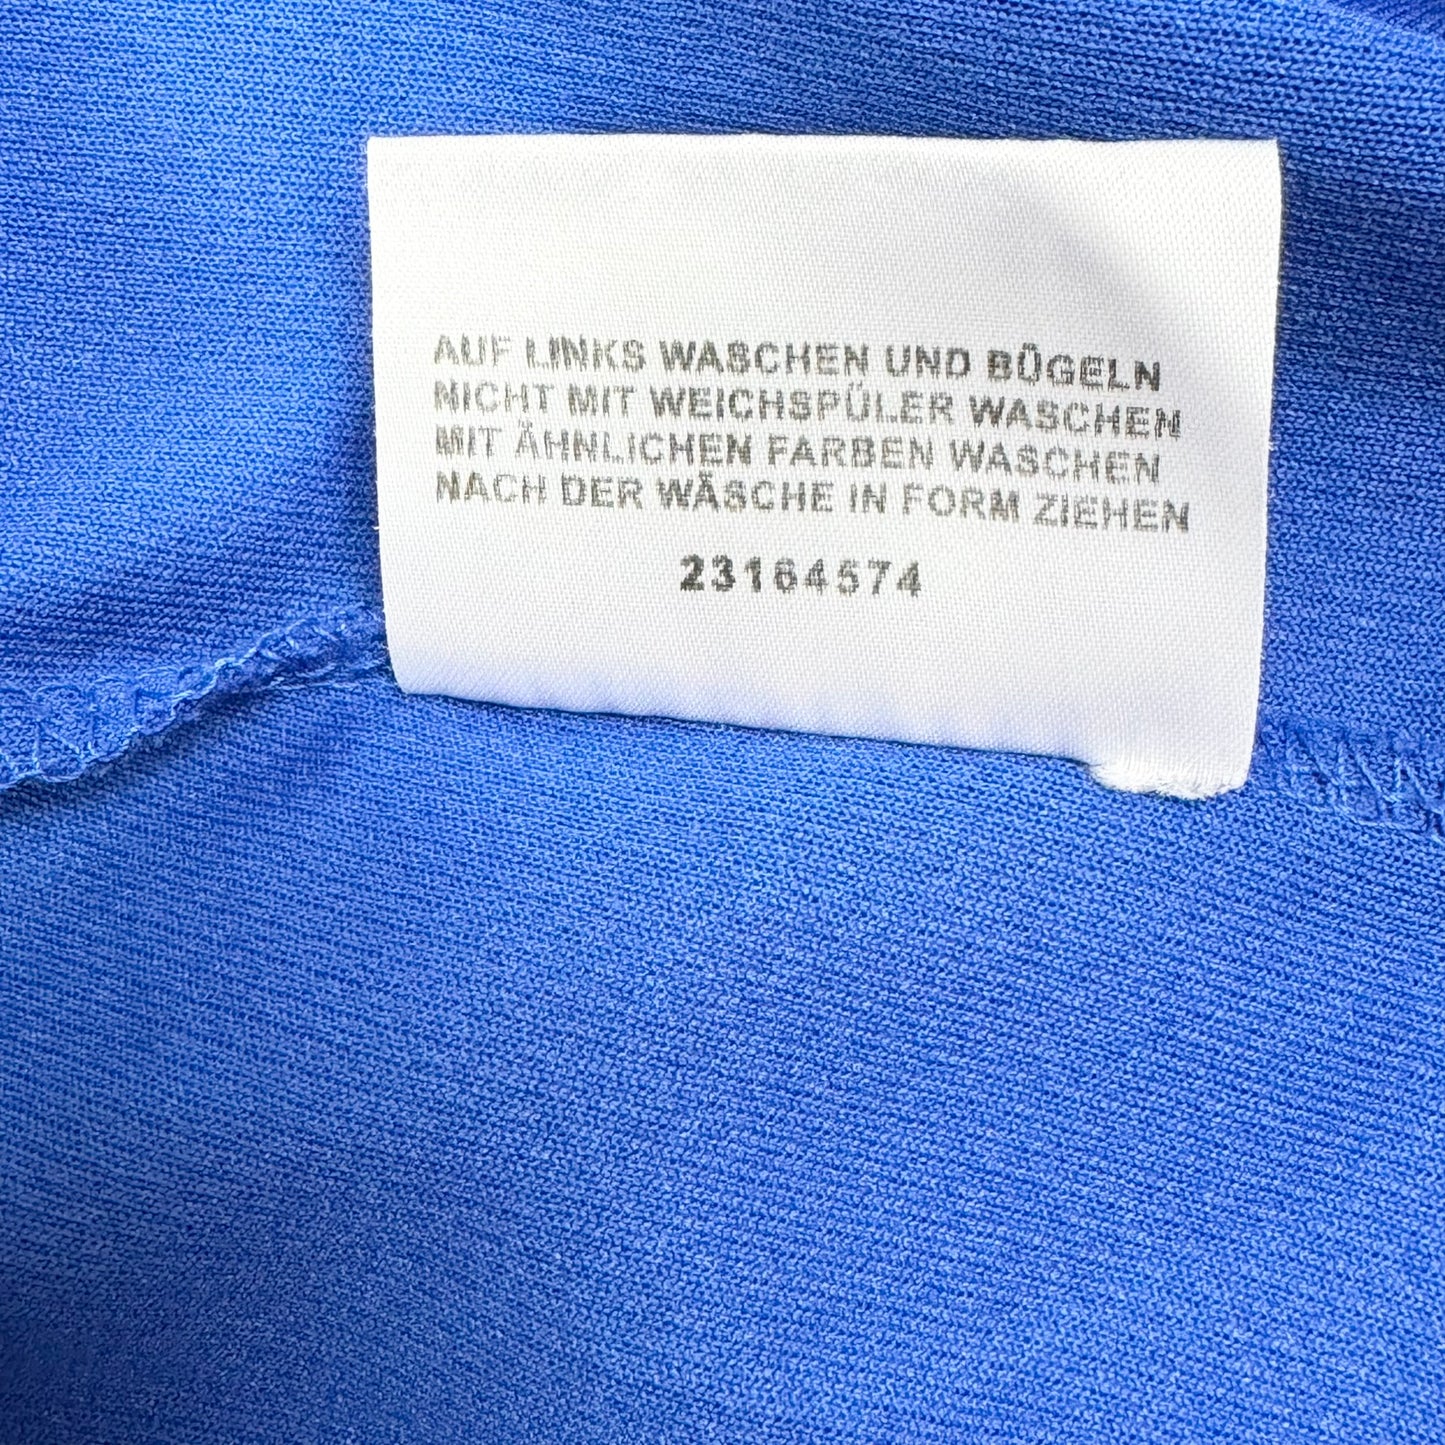 AUF LINKS WASCHEN UND BÜGELN
NICHT MIT WEICHSPÜLER WASCHEN
MIT ÄHNLICHEN FARBEN WASCHEN
NACH DER WÄSCHE IN FORM ZIEHEN
23164574